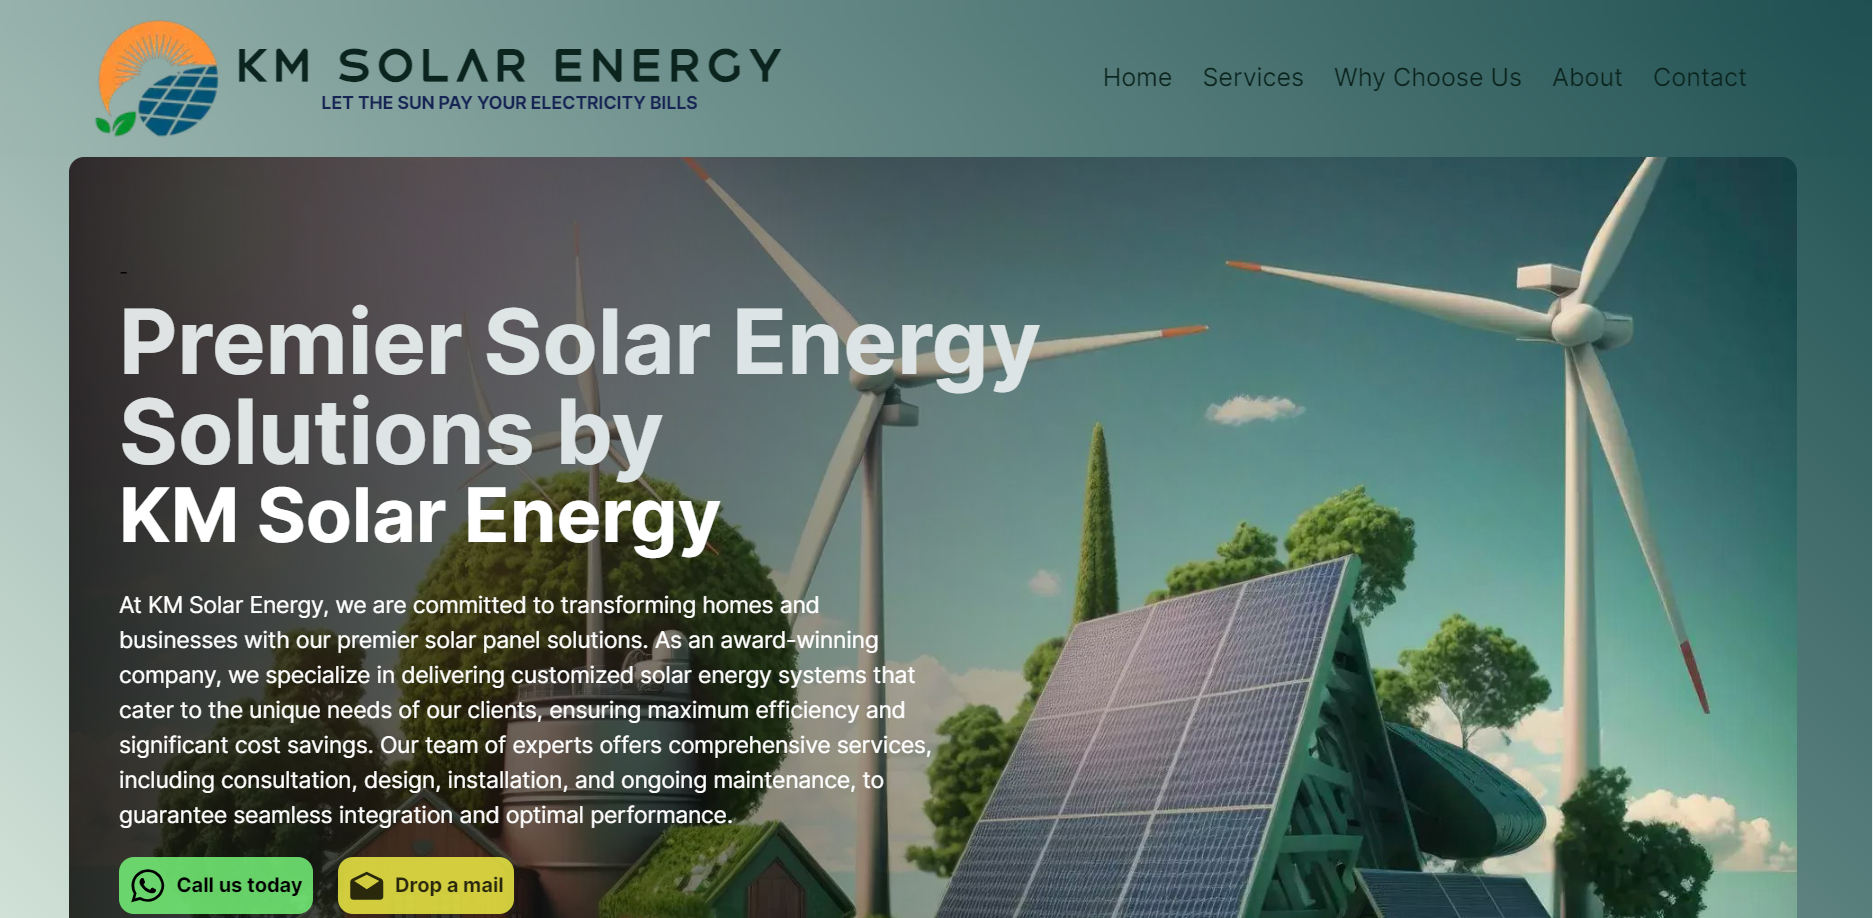 KM SOLAR ENERGY
LET THE SUN PAY YOUR ELECTRICITY BILLS
Home Services Why Choose Us About Contact
-
Premier Solar Energy
Solutions by
KM Solar Energy
At KM Solar Energy, we are committed to transforming homes and
businesses with our premier solar panel solutions. As an award-winning
company, we specialize in delivering customized solar energy systems that
cater to the unique needs of our clients, ensuring maximum efficiency and
significant cost savings. Our team of experts offers comprehensive services,
including consultation, design, installation, and ongoing maintenance, to
guarantee seamless integration and optimal performance.
Call us today Drop a mail